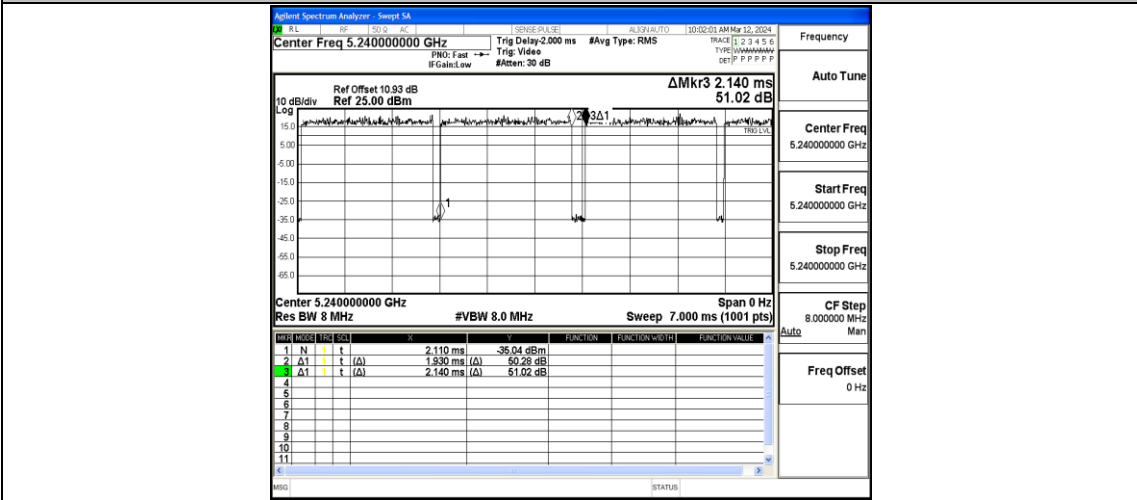 Agilent Spectrum Analyzer - Swept SA
RL RF 50 Ω AC SENSE:PULSE ALIGN AUTO 10:02:01 AM Mar 12, 2024
Center Freq 5.240000000 GHz
PNO: Fast
IFGain:Low
Trig Delay-2.000 ms
Trig: Video
#Atten: 30 dB
#Avg Type: RMS
TRACE 1 2 3 4 5 6
TYPE WWWWWW
DET P P P P P P
Frequency
Auto Tune
Center Freq
5.240000000 GHz
Start Freq
5.240000000 GHz
Stop Freq
5.240000000 GHz
CF Step
8.000000 MHz
Auto Man
Freq Offset
0 Hz
ΔMkr3 2.140 ms
51.02 dB
Ref Offset 10.93 dB
10 dB/div Ref 25.00 dBm
Log
15.0
5.00
-5.00
-15.0
-25.0
-35.0
-45.0
-55.0
-65.0
2 3Δ1
TRIG LVL
1
Center 5.240000000 GHz Span 0 Hz
Res BW 8 MHz #VBW 8.0 MHz Sweep 7.000 ms (1001 pts)
MKR MODE TRC SCL X Y FUNCTION FUNCTION WIDTH FUNCTION VALUE
1 N 1 t 2.110 ms -35.04 dBm
2 Δ1 1 t (Δ) 1.930 ms (Δ) 50.28 dB
3 Δ1 1 t (Δ) 2.140 ms (Δ) 51.02 dB
4
5
6
7
8
9
10
11
MSG STATUS